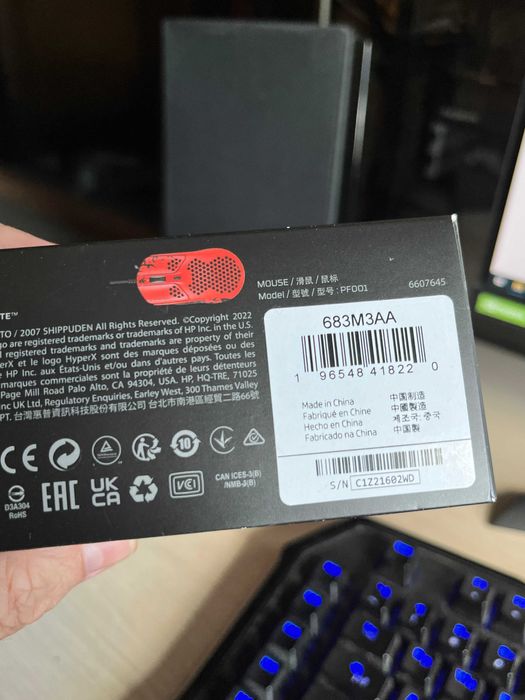 MOUSE / 滑鼠 / 鼠标
Model / 型號 / 型号 : PF001
6607645
TE™
TO / 2007 SHIPPUDEN All Rights Reserved. ©Copyright 2022
go are registered trademarks or trademarks of HP Inc. in the U.S.
registered trademarks and trademarks are property of their
HyperX et le logo HyperX sont des marques déposées ou des
HP Inc. aux États-Unis et/ou dans d'autres pays. Toutes les
marques commerciales sont la propriété de leurs détenteurs
Page Mill Road Palo Alto, CA 94304, USA. HP, HQ-TRE, 71025
Inc UK Ltd, Regulatory Enquiries, Earley West, 300 Thames Valley
PT. 台灣惠普資訊科技股份有限公司 台北市南港區經貿二路66號
CE
10
D3A304
RoHS
EAC
UK
CA
VCI
CAN ICES-3(B)
/NMB-3(B)
683M3AA
1 96548 41822 0
Made in China
Fabriqué en Chine
Hecho en China
Fabricado na China
中国制造
中國製造
제조국: 중국
中国製
S/N C1Z21602WD